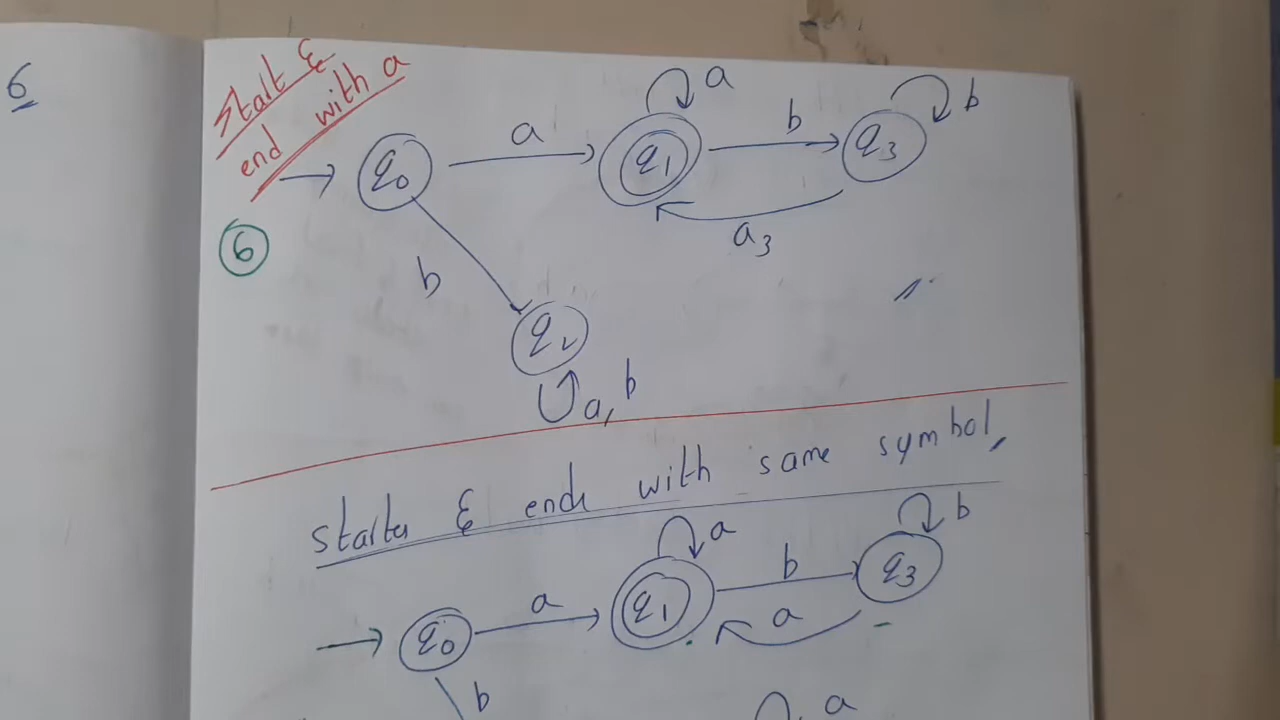 6
Start &
end with a
6
q0
a
q1
a
b
q3
b
a3
b
q2
a, b
starts & ends with same symbol,
q0
a
q1
a
b
q3
b
a
b
a